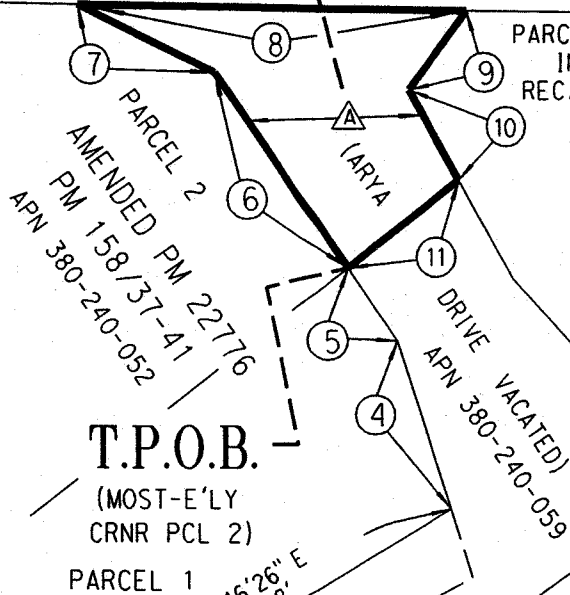 8
7
9
PARC
REC.
10
A
(ARYA
PARCEL 2
AMENDED PM 22776
PM 158/37-41
APN 380-240-052
6
11
5
4
DRIVE VACATED)
APN 380-240-059
T.P.O.B.
(MOST-E'LY
CRNR PCL 2)
PARCEL 1